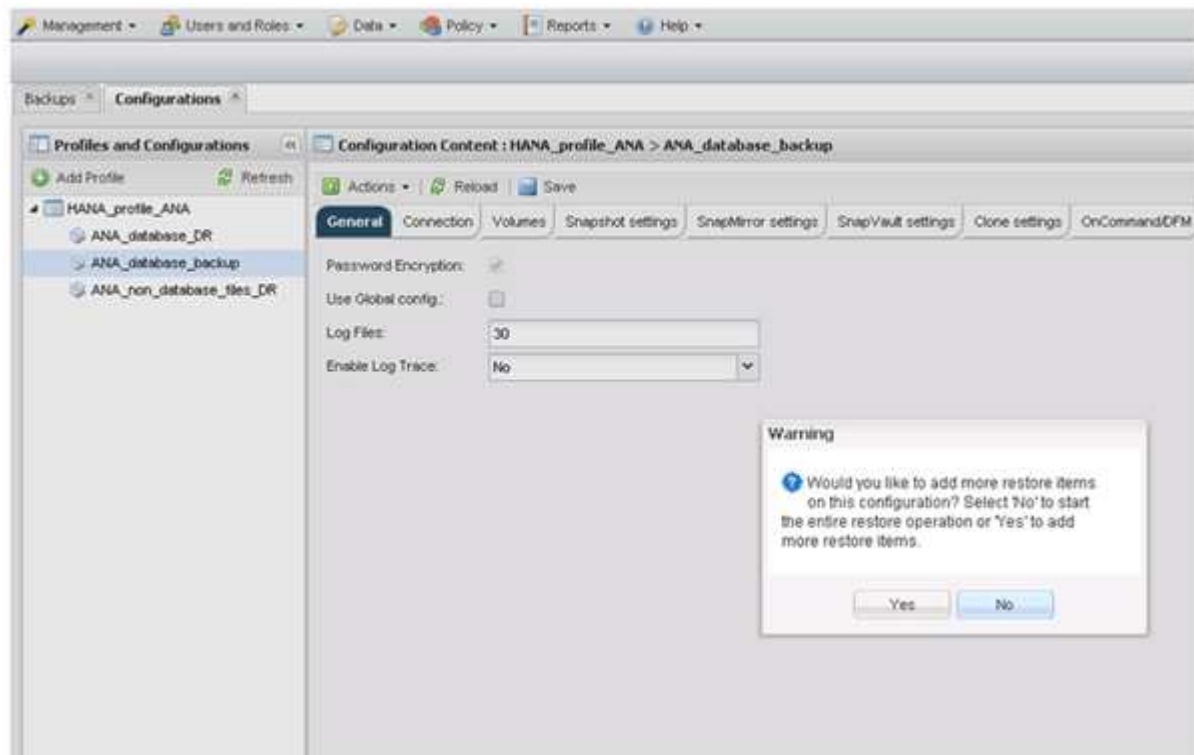 Management Users and Roles Data Policy Reports Help
Backups Configurations
Profiles and Configurations
Configuration Content : HANA_profile_ANA > ANA_database_backup
Add Profile Refresh
Actions Reload Save
HANA_profile_ANA
ANA_database_DR
ANA_database_backup
ANA_non_database_files_DR
General Connection Volumes Snapshot settings SnapMirror settings SnapVault settings Clone settings OnCommand/DFM
Password Encryption:
Use Global config.:
Log Files: 30
Enable Log Trace: No
Warning
Would you like to add more restore items
on this configuration? Select 'No' to start
the entire restore operation or 'Yes' to add
more restore items.
Yes No